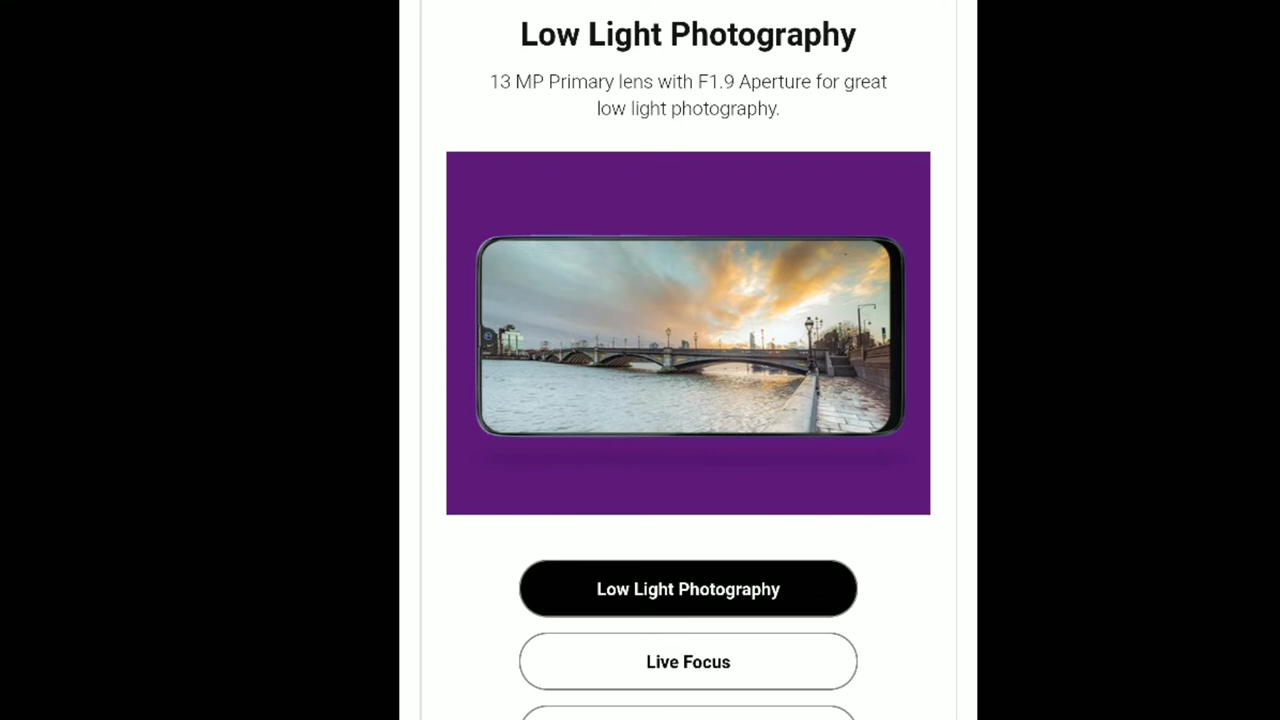 Low Light Photography
13 MP Primary lens with F1.9 Aperture for great
low light photography.
Low Light Photography
Live Focus